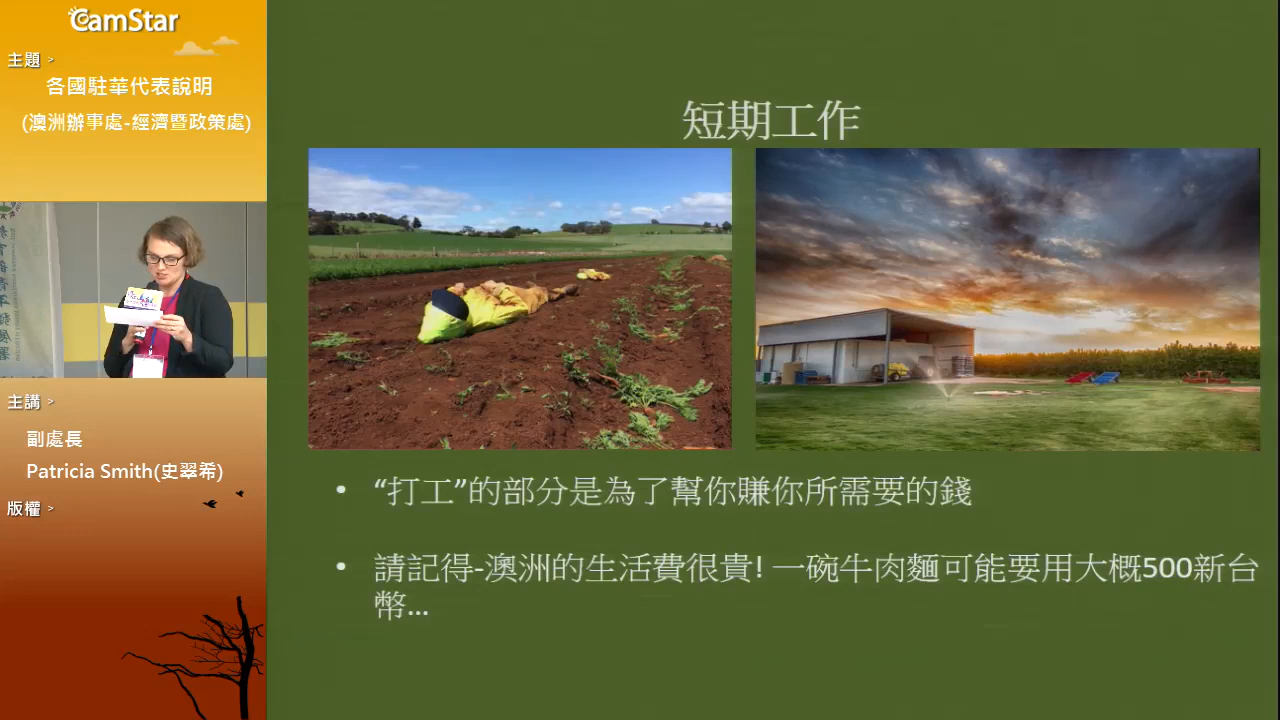 CamStar
主題 >
各國駐華代表說明
(澳洲辦事處-經濟暨政策處)
主講 >
副處長
Patricia Smith(史翠希)
版權 >
短期工作
• “打工”的部分是為了幫你賺你所需要的錢
• 請記得-澳洲的生活費很貴! 一碗牛肉麵可能要用大概500新台
幣...